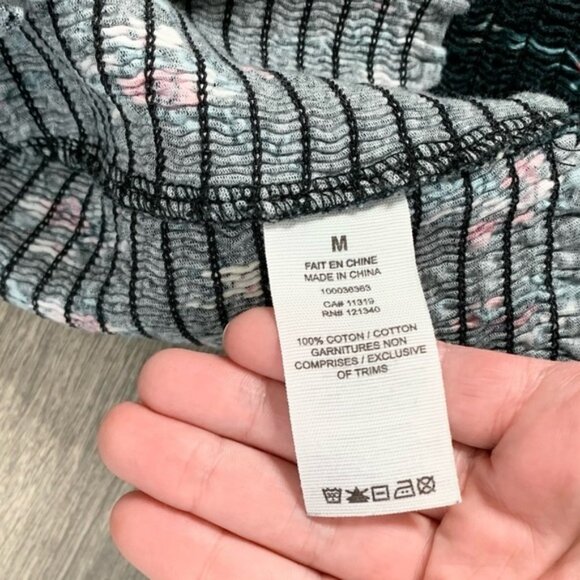 M
FAIT EN CHINE
MADE IN CHINA
100036363
CA# 11319
RN# 121340
100% COTON / COTTON
GARNITURES NON
COMPRISES / EXCLUSIVE
OF TRIMS